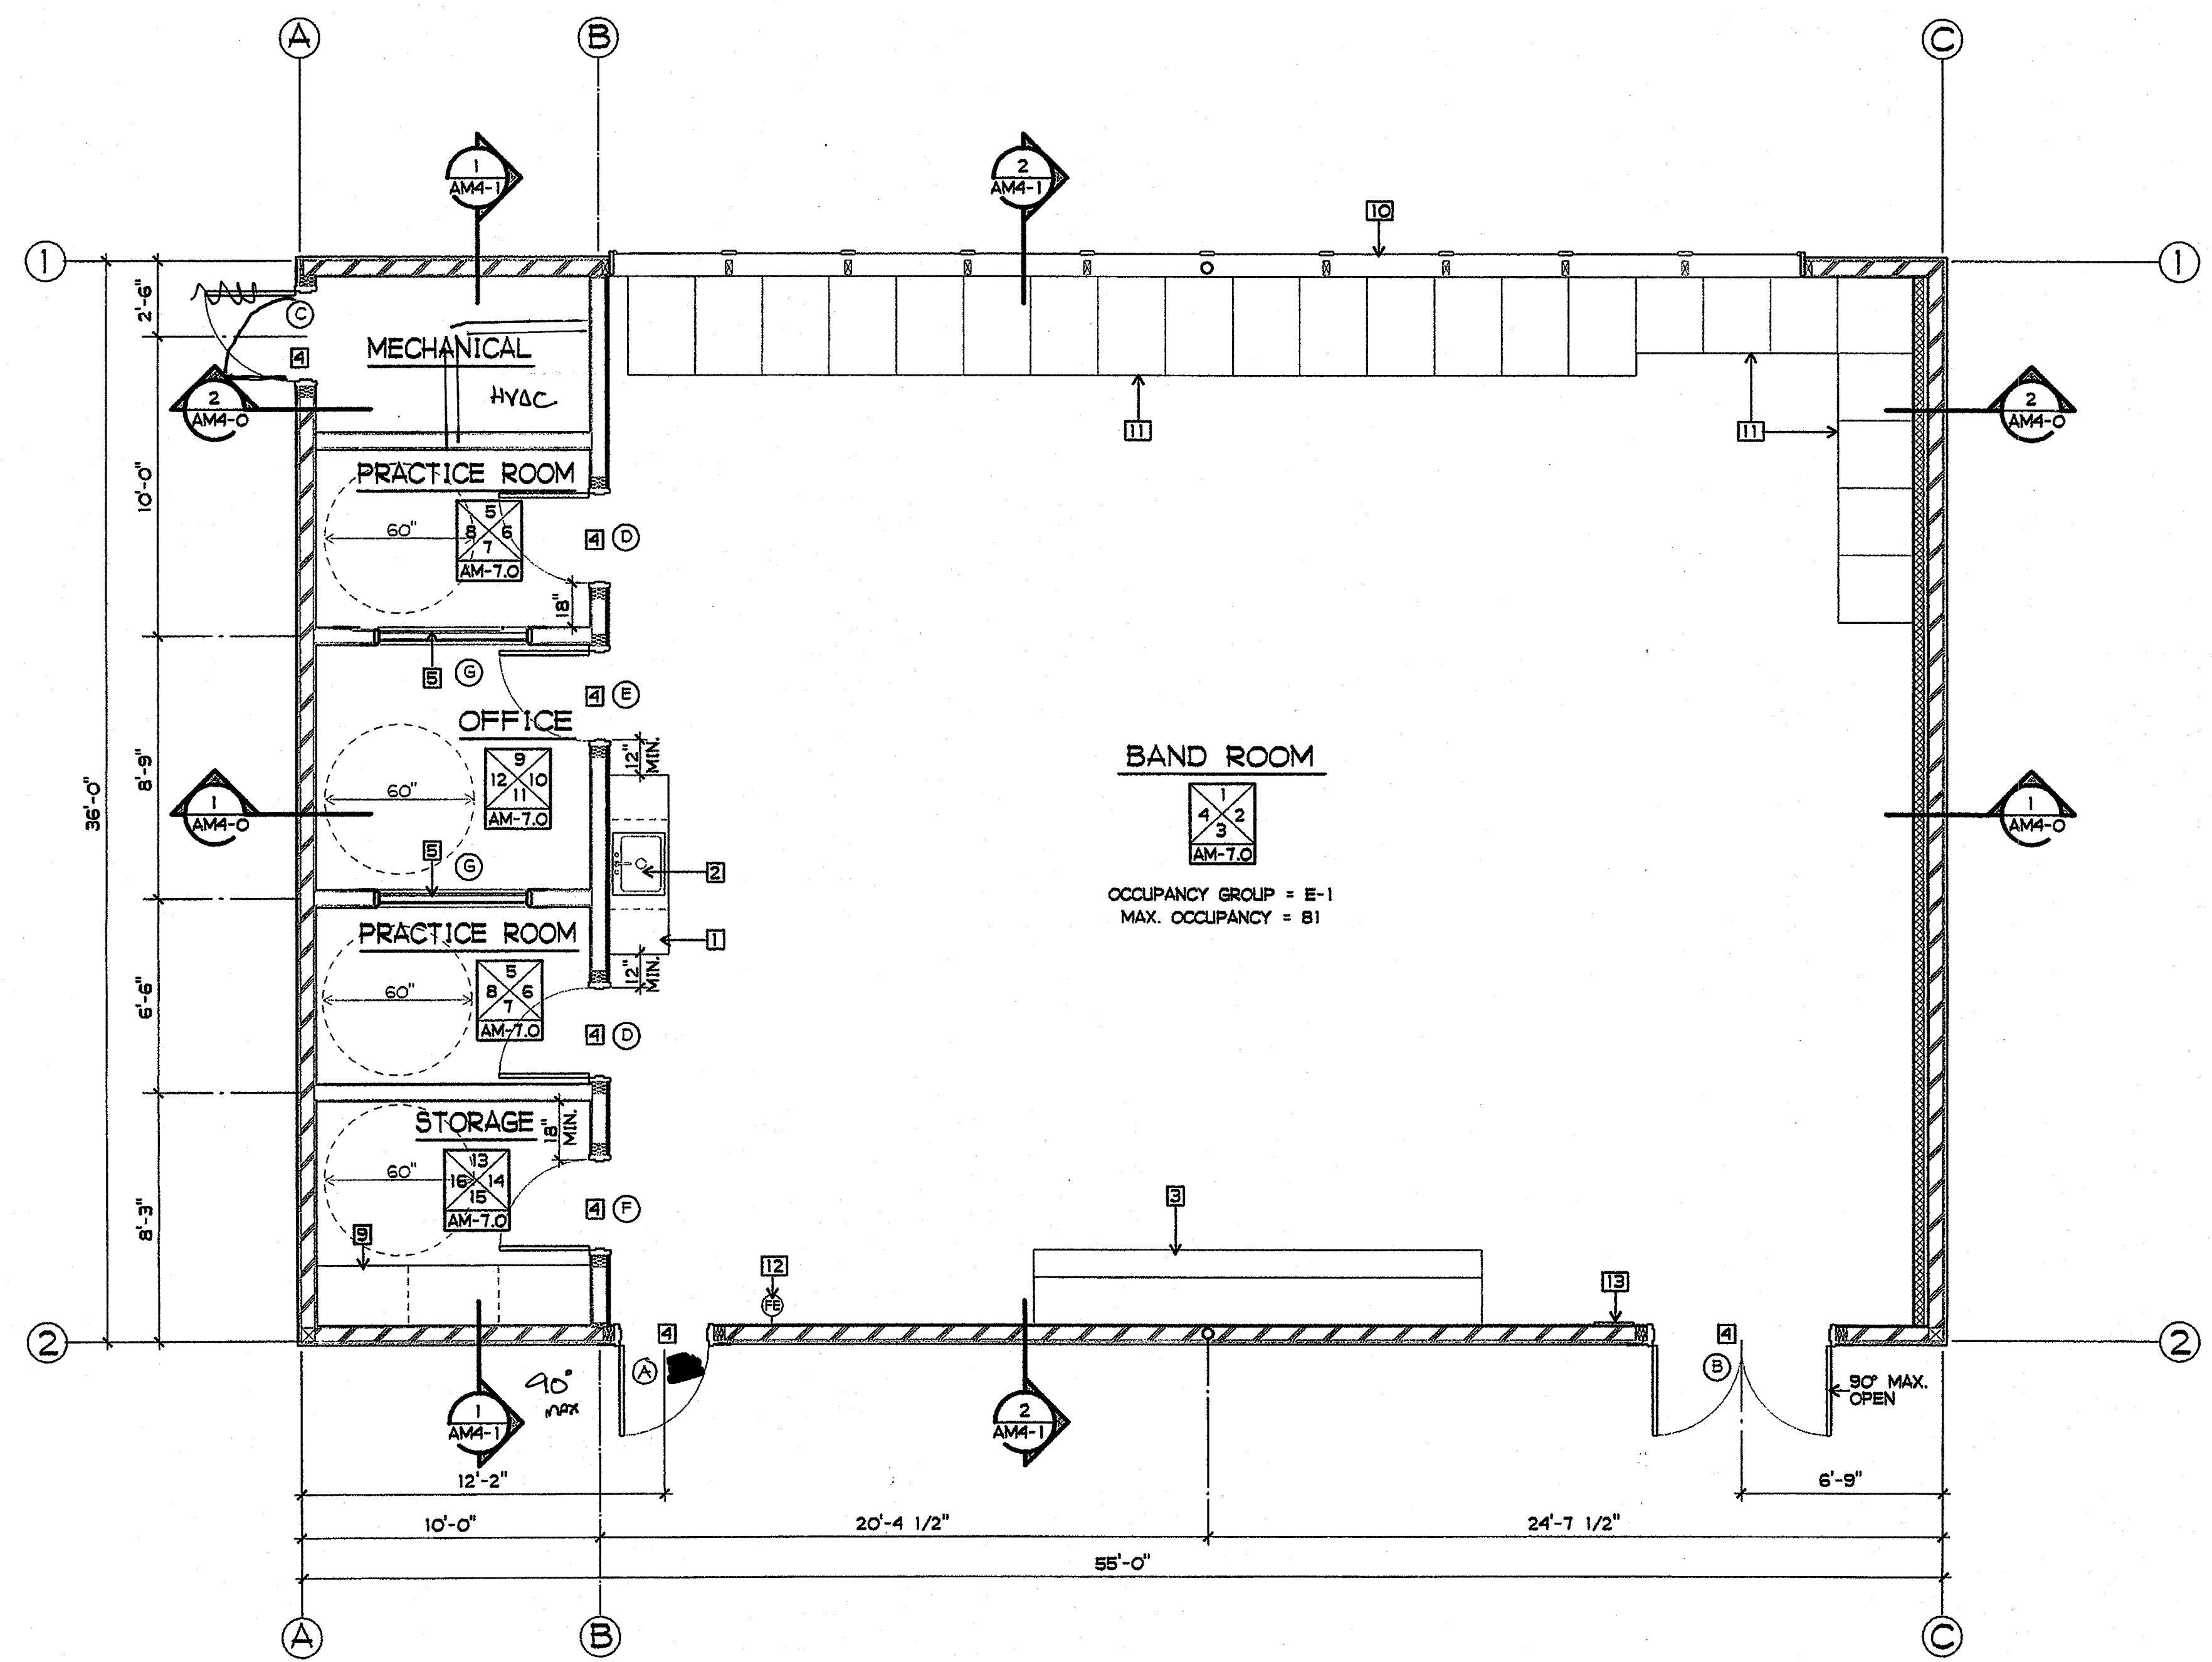 A
B
C
1
AM4-1
2
AM4-1
10
1
1
2'-6"
C
4
MECHANICAL
HVAC
2
AM4-0
2
AM4-0
11
11
PRACTICE ROOM
10'-0"
60"
5
8 6
7
AM-7.0
4 D
18"
5 G
4 E
OFFICE
12" MIN.
9
12 10
11
AM-7.0
60"
8'-9"
36'-0"
1
AM4-0
1
AM4-0
BAND ROOM
1
4 2
3
AM-7.0
OCCUPANCY GROUP = E-1
MAX. OCCUPANCY = 81
5 G
2
1
PRACTICE ROOM
12" MIN.
6'-6"
60"
5
8 6
7
AM-7.0
4 D
STORAGE
18" MIN.
60"
13
16 14
15
AM-7.0
4 F
8'-3"
9
3
12
FE
13
2
4
4
2
A
B
90° MAX
90° MAX.
OPEN
1
AM4-1
2
AM4-1
12'-2"
6'-9"
10'-0"
20'-4 1/2"
24'-7 1/2"
55'-0"
A
B
C